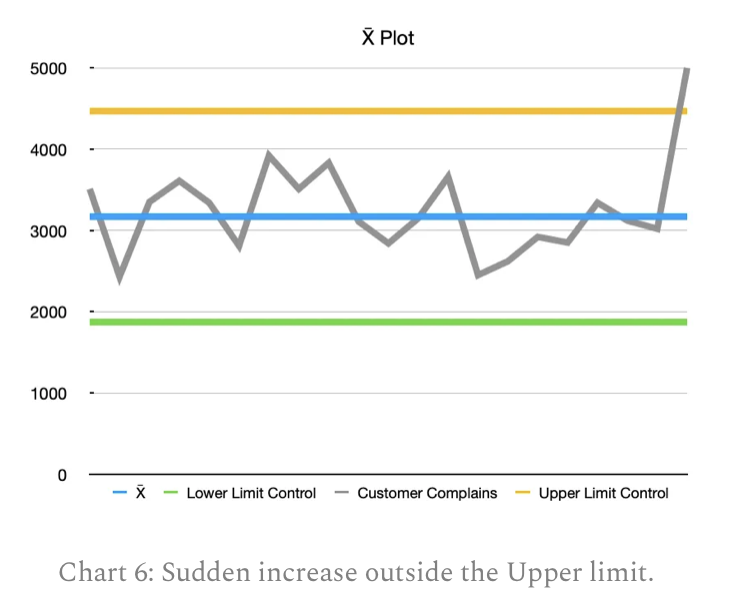 X̄ Plot
5000
4000
3000
2000
1000
0
X̄ Lower Limit Control Customer Complains Upper Limit Control
Chart 6: Sudden increase outside the Upper limit.